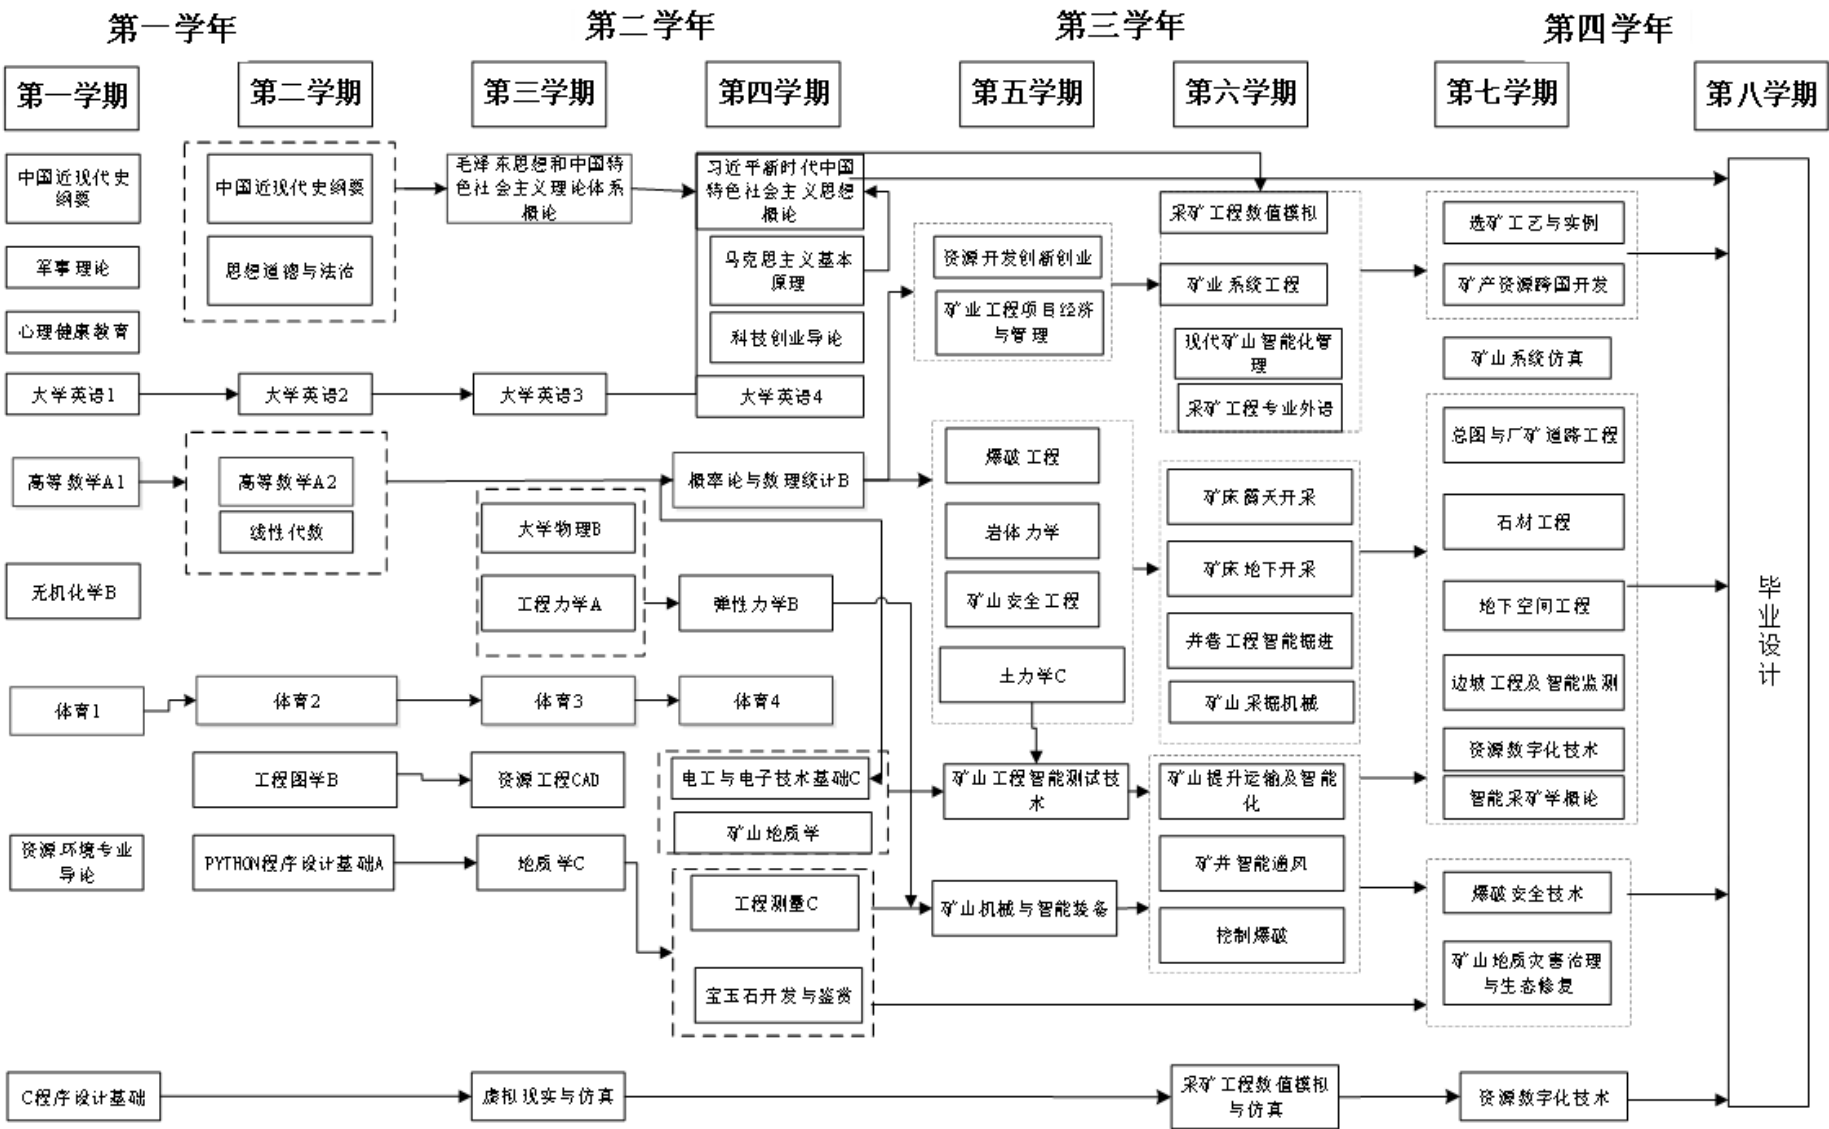 第一学年
第二学年
第三学年
第四学年
第一学期
第二学期
第三学期
第四学期
第五学期
第六学期
第七学期
第八学期
中国近现代史
纲要
军事理论
心理健康教育
大学英语1
高等数学A1
无机化学B
体育1
资源环境专业
导论
C程序设计基础
中国近现代史纲要
思想道德与法治
大学英语2
高等数学A2
线性代数
体育2
工程图学B
PYTHON程序设计基础A
毛泽东思想和中国特
色社会主义理论体系
概论
大学英语3
大学物理B
工程力学A
体育3
资源工程CAD
地质学C
虚拟现实与仿真
习近平新时代中国
特色社会主义思想
概论
马克思主义基本
原理
科技创业导论
大学英语4
概率论与数理统计B
弹性力学B
体育4
电工与电子技术基础C
矿山地质学
工程测量C
宝玉石开发与鉴赏
资源开发创新创业
矿业工程项目经济
与管理
爆破工程
岩体力学
矿山安全工程
土力学C
矿山工程智能测试技
术
矿山机械与智能装备
采矿工程数值模拟
矿业系统工程
现代矿山智能化管
理
采矿工程专业外语
矿床露天开采
矿床地下开采
井巷工程智能掘进
矿山采掘机械
矿山提升运输及智能
化
矿井智能通风
控制爆破
采矿工程数值模拟
与仿真
选矿工艺与实例
矿产资源跨国开发
矿山系统仿真
总图与厂矿道路工程
石材工程
地下空间工程
边坡工程及智能监测
资源数字化技术
智能采矿学概论
爆破安全技术
矿山地质灾害治理
与生态修复
资源数字化技术
毕业设计